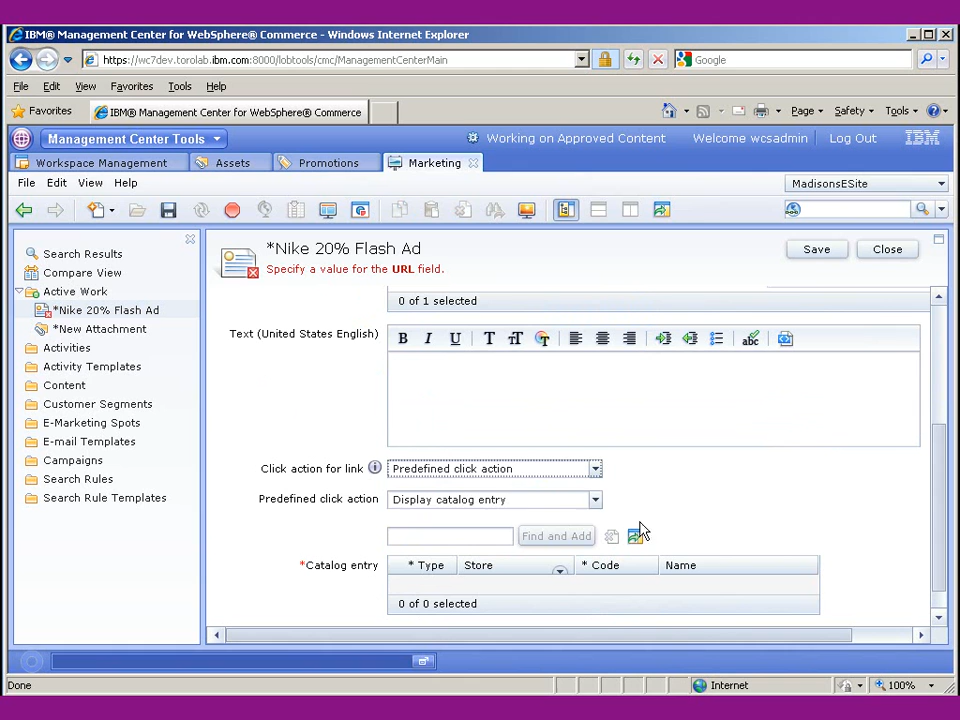 IBM® Management Center for WebSphere® Commerce - Windows Internet Explorer
https://wc7dev.torolab.ibm.com:8000/lobtools/cmc/ManagementCenterMain
Google
File Edit View Favorites Tools Help
Favorites IBM® Management Center for WebSphere® Commerce Page Safety Tools
Management Center Tools Working on Approved Content Welcome wcsadmin Log Out IBM
Workspace Management Assets Promotions Marketing
File Edit View Help MadisonsESite
*Nike 20% Flash Ad
Specify a value for the URL field.
Save Close
Search Results
Compare View
Active Work
*Nike 20% Flash Ad
*New Attachment
Activities
Activity Templates
Content
Customer Segments
E-Marketing Spots
E-mail Templates
Campaigns
Search Rules
Search Rule Templates
0 of 1 selected
Text (United States English)
B I U T TT T abc
Click action for link Predefined click action
Predefined click action Display catalog entry
Find and Add
*Catalog entry * Type Store * Code Name
0 of 0 selected
Done Internet 100%